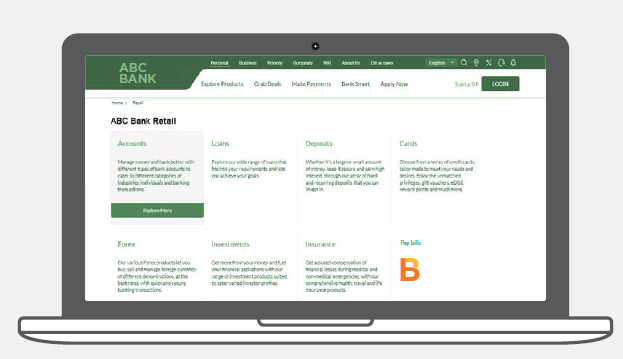 ABC
BANK
Personal Business Priority Burgundy NRI About Us
English
Explore Products Grab Deals Make Payments Bank Smart Apply Now
Start a SIP LOGIN
Home Retail
ABC Bank Retail
Accounts
Manage money and bank better with
different types of bank accounts to
cater to different categories of
industries, individuals and banking
transactions.
Explore More
Loans
Explore our wide range of loans that
fits into your requirements and lets
you achieve your goals.
Deposits
Whether it's a large or small amount
of money, keep it secure and earn high
interest, through our array of fixed
and recurring deposits that you can
invest in.
Cards
Choose from a series of credit cards,
tailor made to meet your needs and
desires. Enjoy the unmatched
privileges, gift vouchers, eDGE
reward points and much more.
Forex
Our various Forex products let you
buy, sell and manage foreign currency
of different denominations, at the
best rates, with quick and secure
banking transactions.
Investments
Get more from your money and fuel
your financial aspirations with our
range of investment products suited
to cater varied investor profiles.
Insurance
Get assured compensation of
financial losses during medical and
non-medical emergencies, with our
comprehensive health, travel and life
insurance products.
Pay bills
B